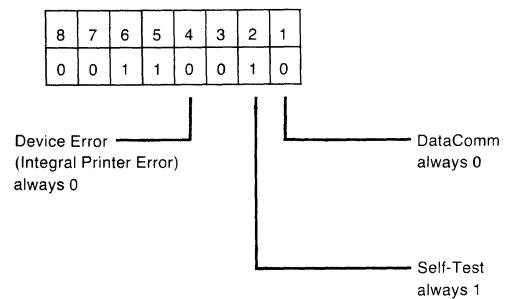 8 7 6 5 4 3 2 1
0 0 1 1 0 0 1 0
Device Error
(Integral Printer Error)
always 0
DataComm
always 0
Self-Test
always 1